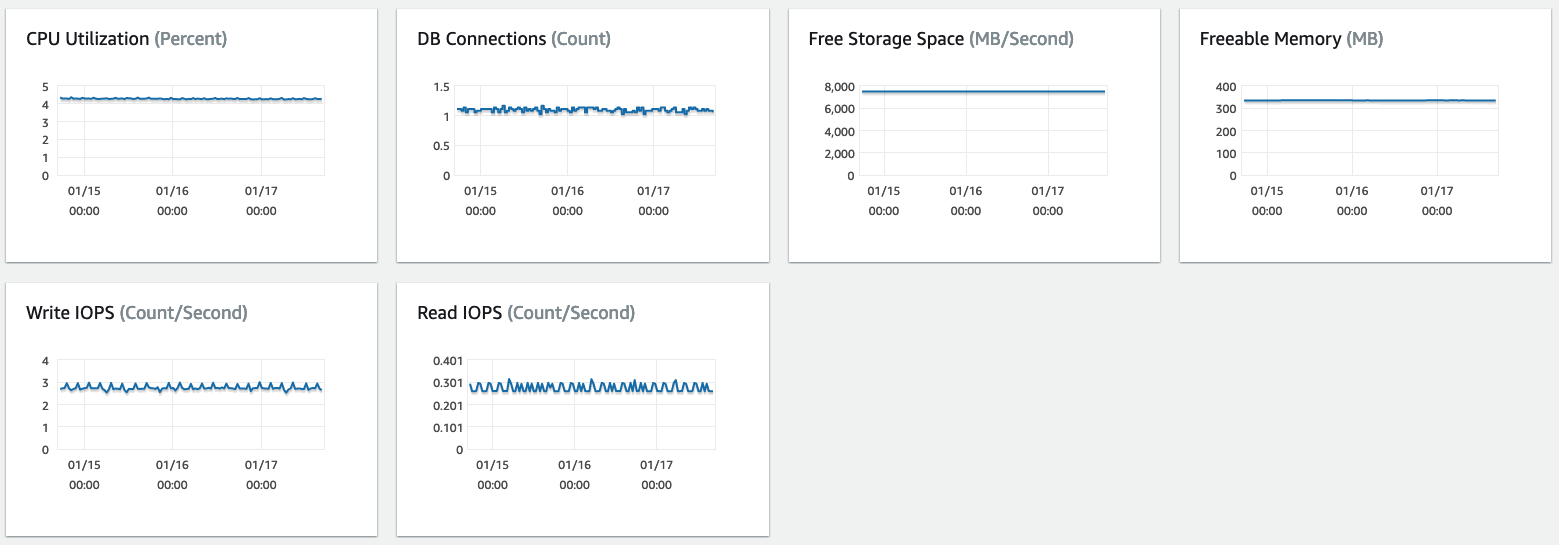 CPU Utilization (Percent)
5
4
3
2
1
0
01/15 01/16 01/17
00:00 00:00 00:00
DB Connections (Count)
1.5
1
0.5
0
01/15 01/16 01/17
00:00 00:00 00:00
Free Storage Space (MB/Second)
8,000
6,000
4,000
2,000
0
01/15 01/16 01/17
00:00 00:00 00:00
Freeable Memory (MB)
400
300
200
100
0
01/15 01/16 01/17
00:00 00:00 00:00
Write IOPS (Count/Second)
4
3
2
1
0
01/15 01/16 01/17
00:00 00:00 00:00
Read IOPS (Count/Second)
0.401
0.301
0.201
0.101
0
01/15 01/16 01/17
00:00 00:00 00:00